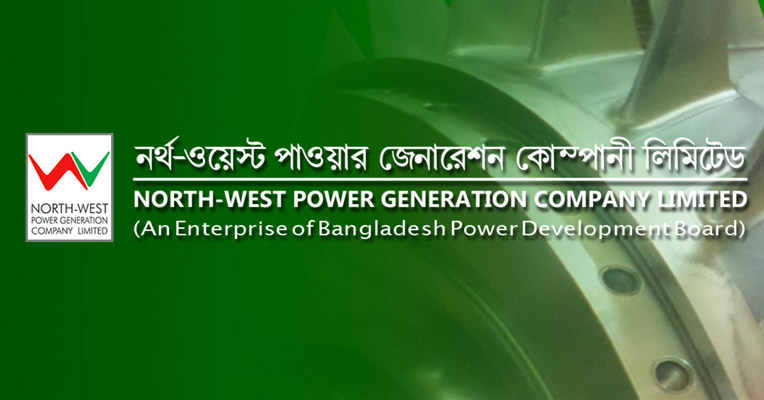 নর্থ-ওয়েস্ট পাওয়ার জেনারেশন কোম্পানী লিমিটেড
NORTH-WEST POWER GENERATION COMPANY LIMITED
(An Enterprise of Bangladesh Power Development Board)
NORTH-WEST
POWER GENERATION
COMPANY LIMITED